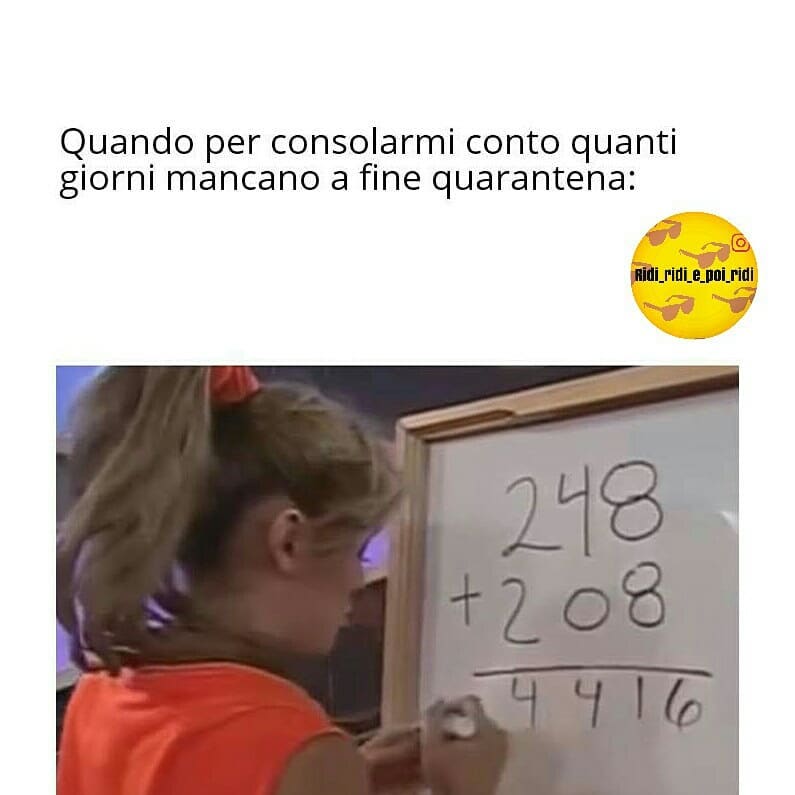 Quando per consolarmi conto quanti
giorni mancano a fine quarantena:
Ridi_ridi_e_poi_ridi
248
+208
4416